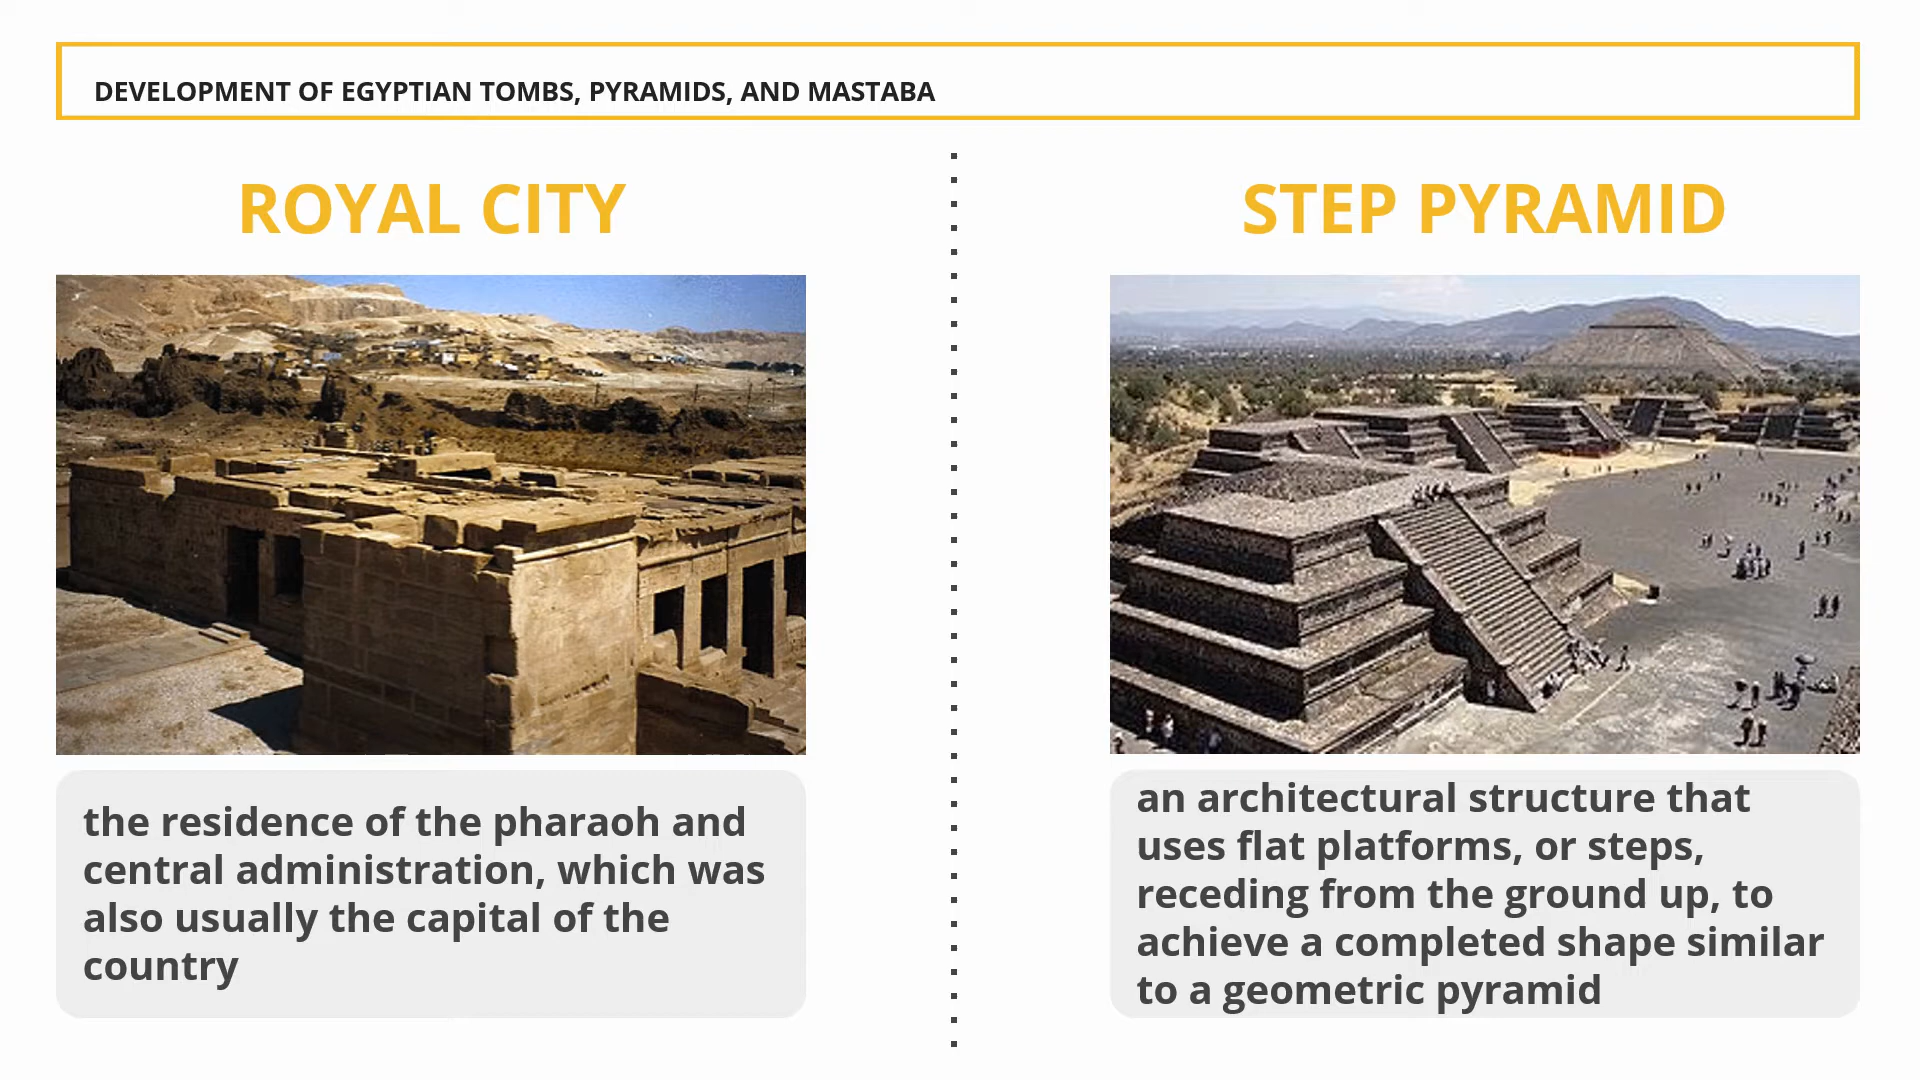 DEVELOPMENT OF EGYPTIAN TOMBS, PYRAMIDS, AND MASTABA
ROYAL CITY
the residence of the pharaoh and
central administration, which was
also usually the capital of the
country
STEP PYRAMID
an architectural structure that
uses flat platforms, or steps,
receding from the ground up, to
achieve a completed shape similar
to a geometric pyramid